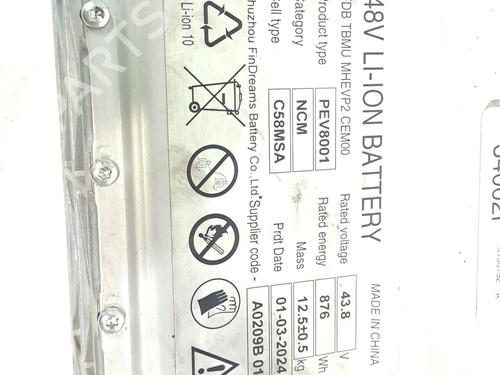 48V LI-ION BATTERY
MADE IN CHINA
DB TBMU MHEVP2 CEM00
Product type PEV8001 Rated voltage 43.8 V
Category NCM Rated energy 876 Wh
Cell type C58MSA Mass 12.5±0.5 kg
Prdt Date 01-03-2024
huzhou FinDreams Battery Co., Ltd Supplier code - A0209B 01
Li-ion 10
PARTS